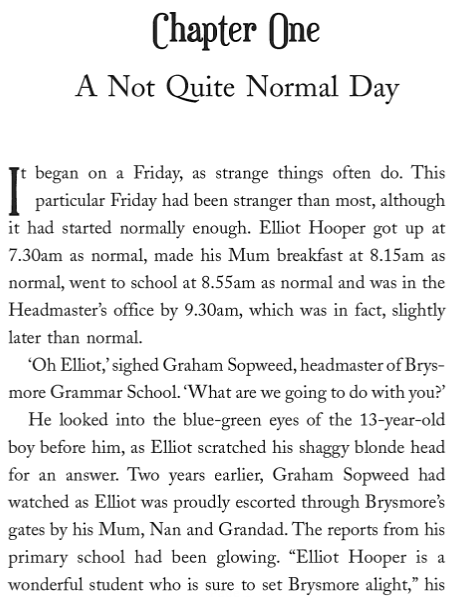 Chapter One
A Not Quite Normal Day
It began on a Friday, as strange things often do. This
particular Friday had been stranger than most, although
it had started normally enough. Elliot Hooper got up at
7.30am as normal, made his Mum breakfast at 8.15am as
normal, went to school at 8.55am as normal and was in the
Headmaster’s office by 9.30am, which was in fact, slightly
later than normal.
‘Oh Elliot,’ sighed Graham Sopweed, headmaster of Brys-
more Grammar School. ‘What are we going to do with you?’
He looked into the blue-green eyes of the 13-year-old
boy before him, as Elliot scratched his shaggy blonde head
for an answer. Two years earlier, Graham Sopweed had
watched as Elliot was proudly escorted through Brysmore’s
gates by his Mum, Nan and Grandad. The reports from his
primary school had been glowing. “Elliot Hooper is a
wonderful student who is sure to set Brysmore alight,” his